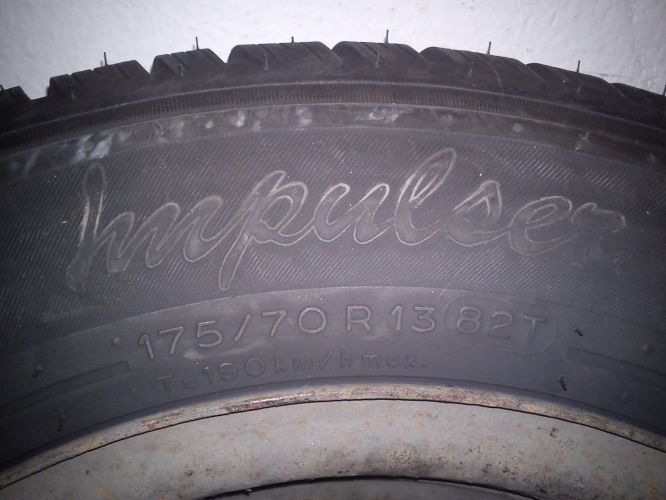 Impulser
175/70 R 13 82T
T=190 km/h max.